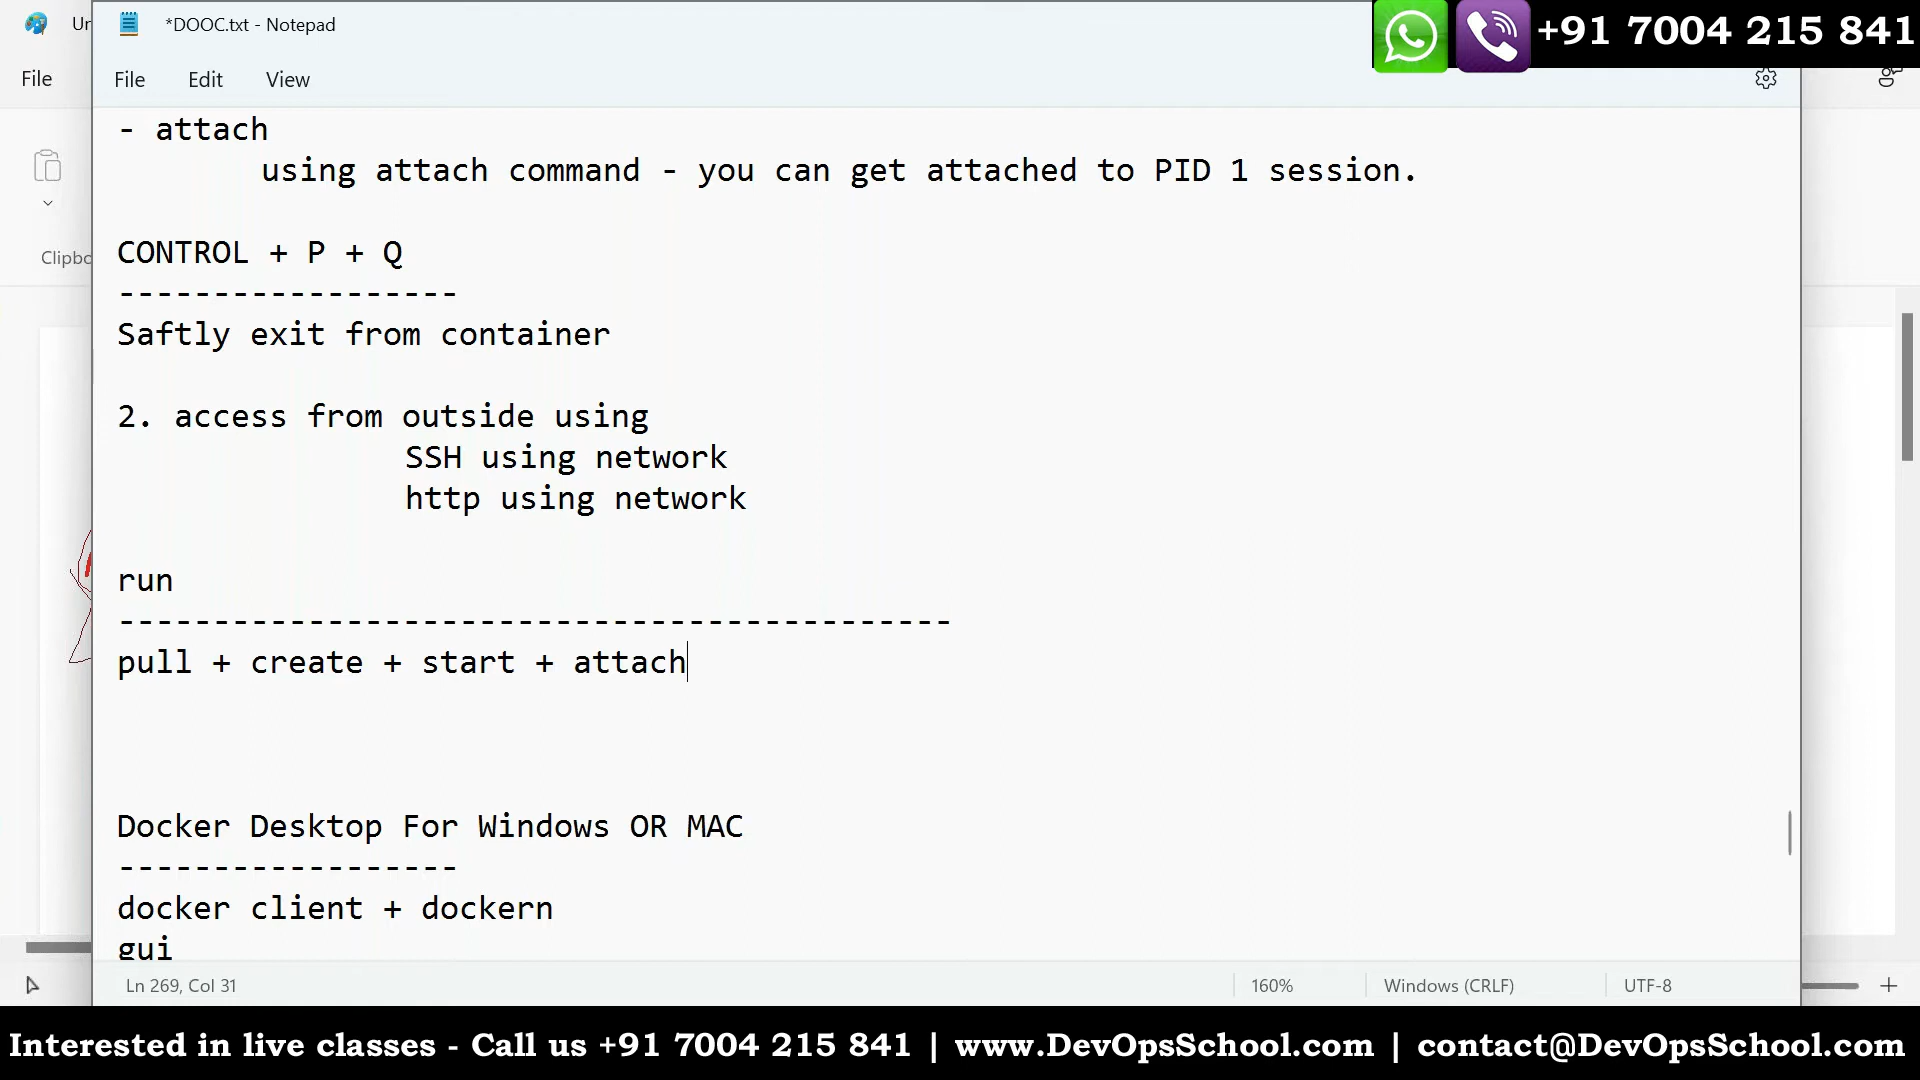 Un
*DOOC.txt - Notepad
+91 7004 215 841
File
File
Edit
View
- attach
using attach command - you can get attached to PID 1 session.
Clipbo
CONTROL + P + Q
------------------
Saftly exit from container
2. access from outside using
SSH using network
http using network
run
--------------------------------------------
pull + create + start + attach
Docker Desktop For Windows OR MAC
------------------
docker client + dockern
gui
Ln 269, Col 31
160%
Windows (CRLF)
UTF-8
Interested in live classes - Call us +91 7004 215 841 | www.DevOpsSchool.com | contact@DevOpsSchool.com